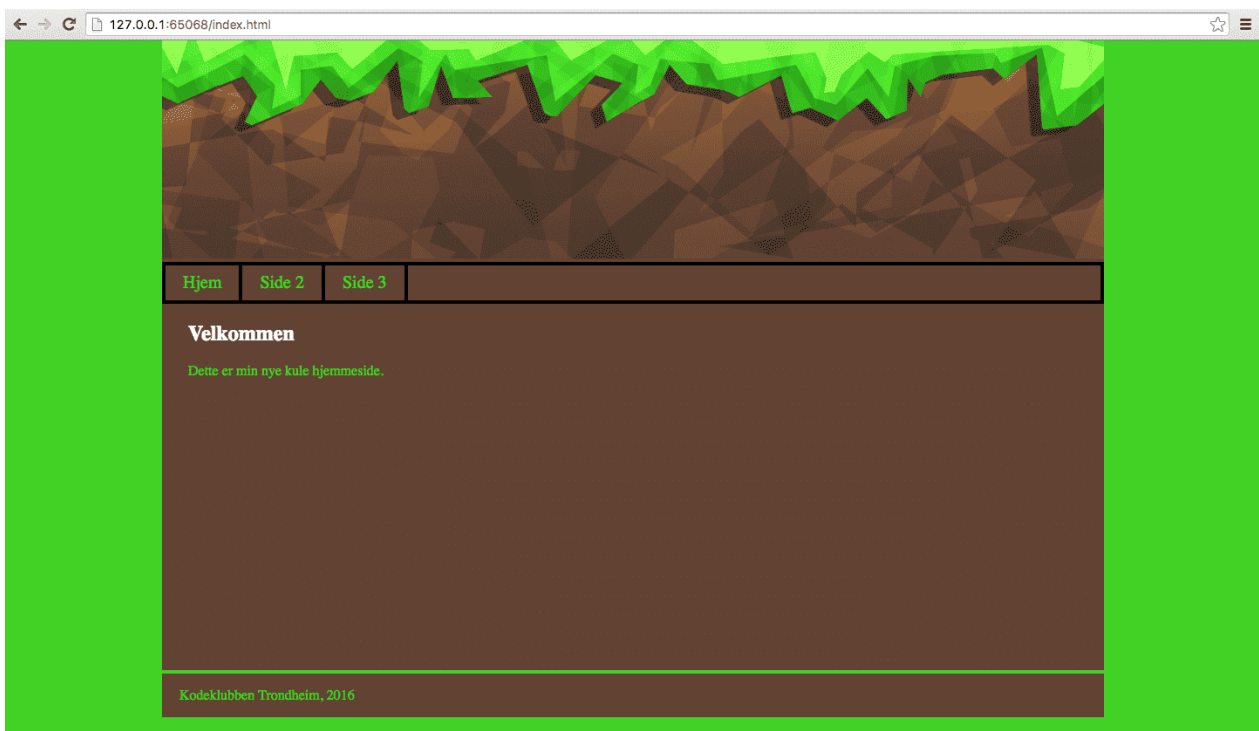 127.0.0.1:65068/index.html
Hjem Side 2 Side 3
Velkommen
Dette er min nye kule hjemmeside.
Kodeklubben Trondheim, 2016